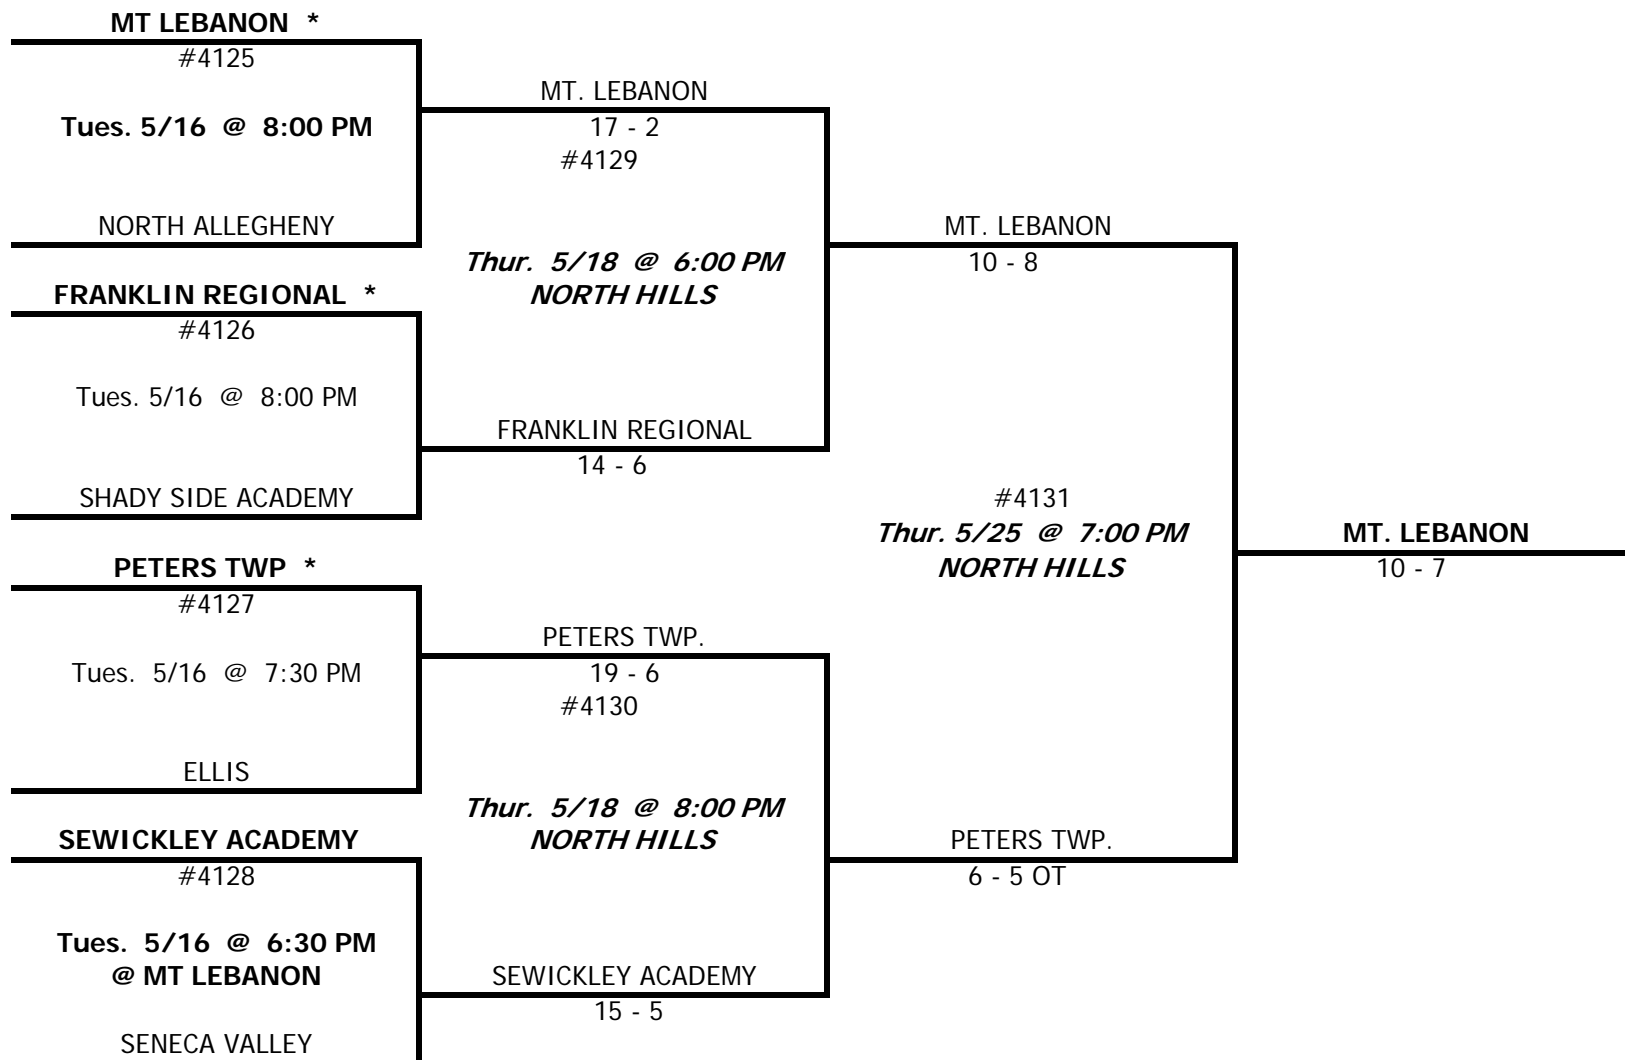 MT LEBANON *
#4125
Tues. 5/16 @ 8:00 PM
NORTH ALLEGHENY
FRANKLIN REGIONAL *
#4126
Tues. 5/16 @ 8:00 PM
SHADY SIDE ACADEMY
PETERS TWP *
#4127
Tues. 5/16 @ 7:30 PM
ELLIS
SEWICKLEY ACADEMY
#4128
Tues. 5/16 @ 6:30 PM
@ MT LEBANON
SENECA VALLEY
MT. LEBANON
17 - 2
#4129
Thur. 5/18 @ 6:00 PM
NORTH HILLS
FRANKLIN REGIONAL
14 - 6
PETERS TWP.
19 - 6
#4130
Thur. 5/18 @ 8:00 PM
NORTH HILLS
SEWICKLEY ACADEMY
15 - 5
MT. LEBANON
10 - 8
#4131
Thur. 5/25 @ 7:00 PM
NORTH HILLS
PETERS TWP.
6 - 5 OT
MT. LEBANON
10 - 7